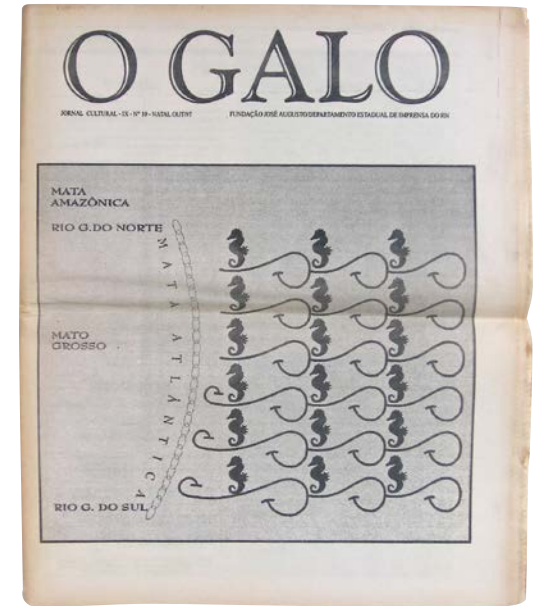 O GALO
JORNAL CULTURAL - IX - Nº 10 - NATAL OUT/97 FUNDAÇÃO JOSÉ AUGUSTO/DEPARTAMENTO ESTADUAL DE IMPRENSA DO RN
MATA
AMAZÔNICA
RIO G.DO NORTE
MATA ATLÂNTICA
MATO
GROSSO
RIO G. DO SUL